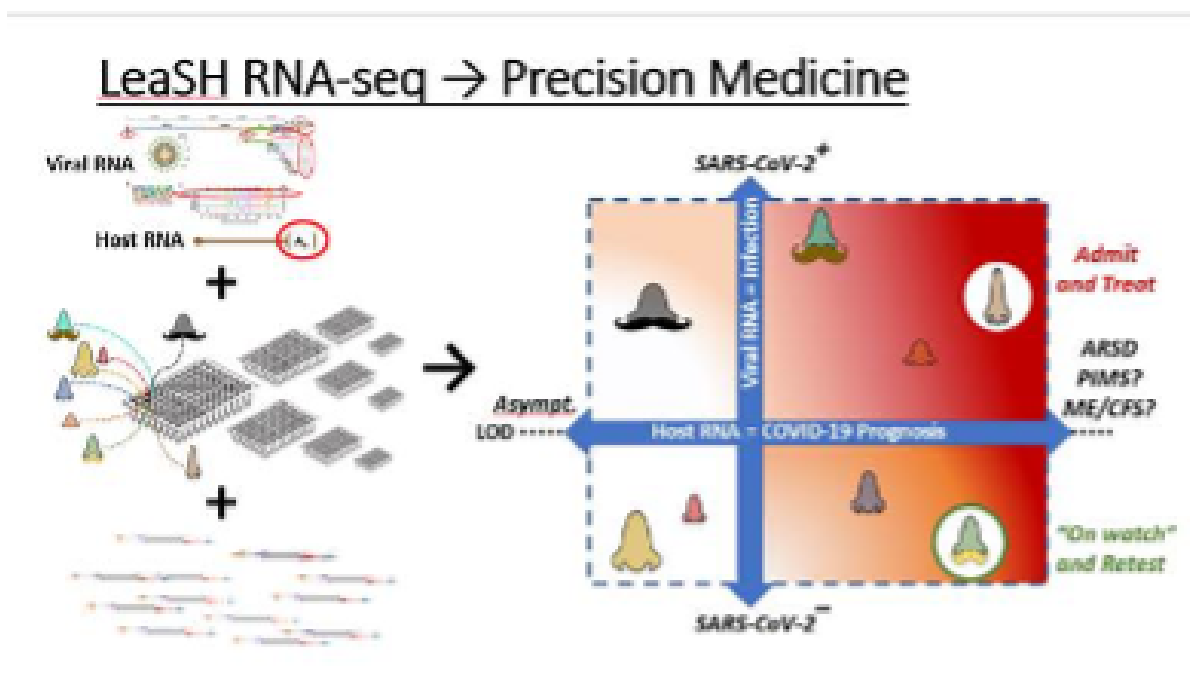 LeaSH RNA-seq → Precision Medicine
Viral RNA
Host RNA
+
+
→
SARS-CoV-2+
Viral RNA = Infection
Host RNA = COVID-19 Prognosis
Asympt.
LOD
SARS-CoV-2−
Admit
and Treat
ARSD
PIMS?
ME/CFS?
"On watch"
and Retest